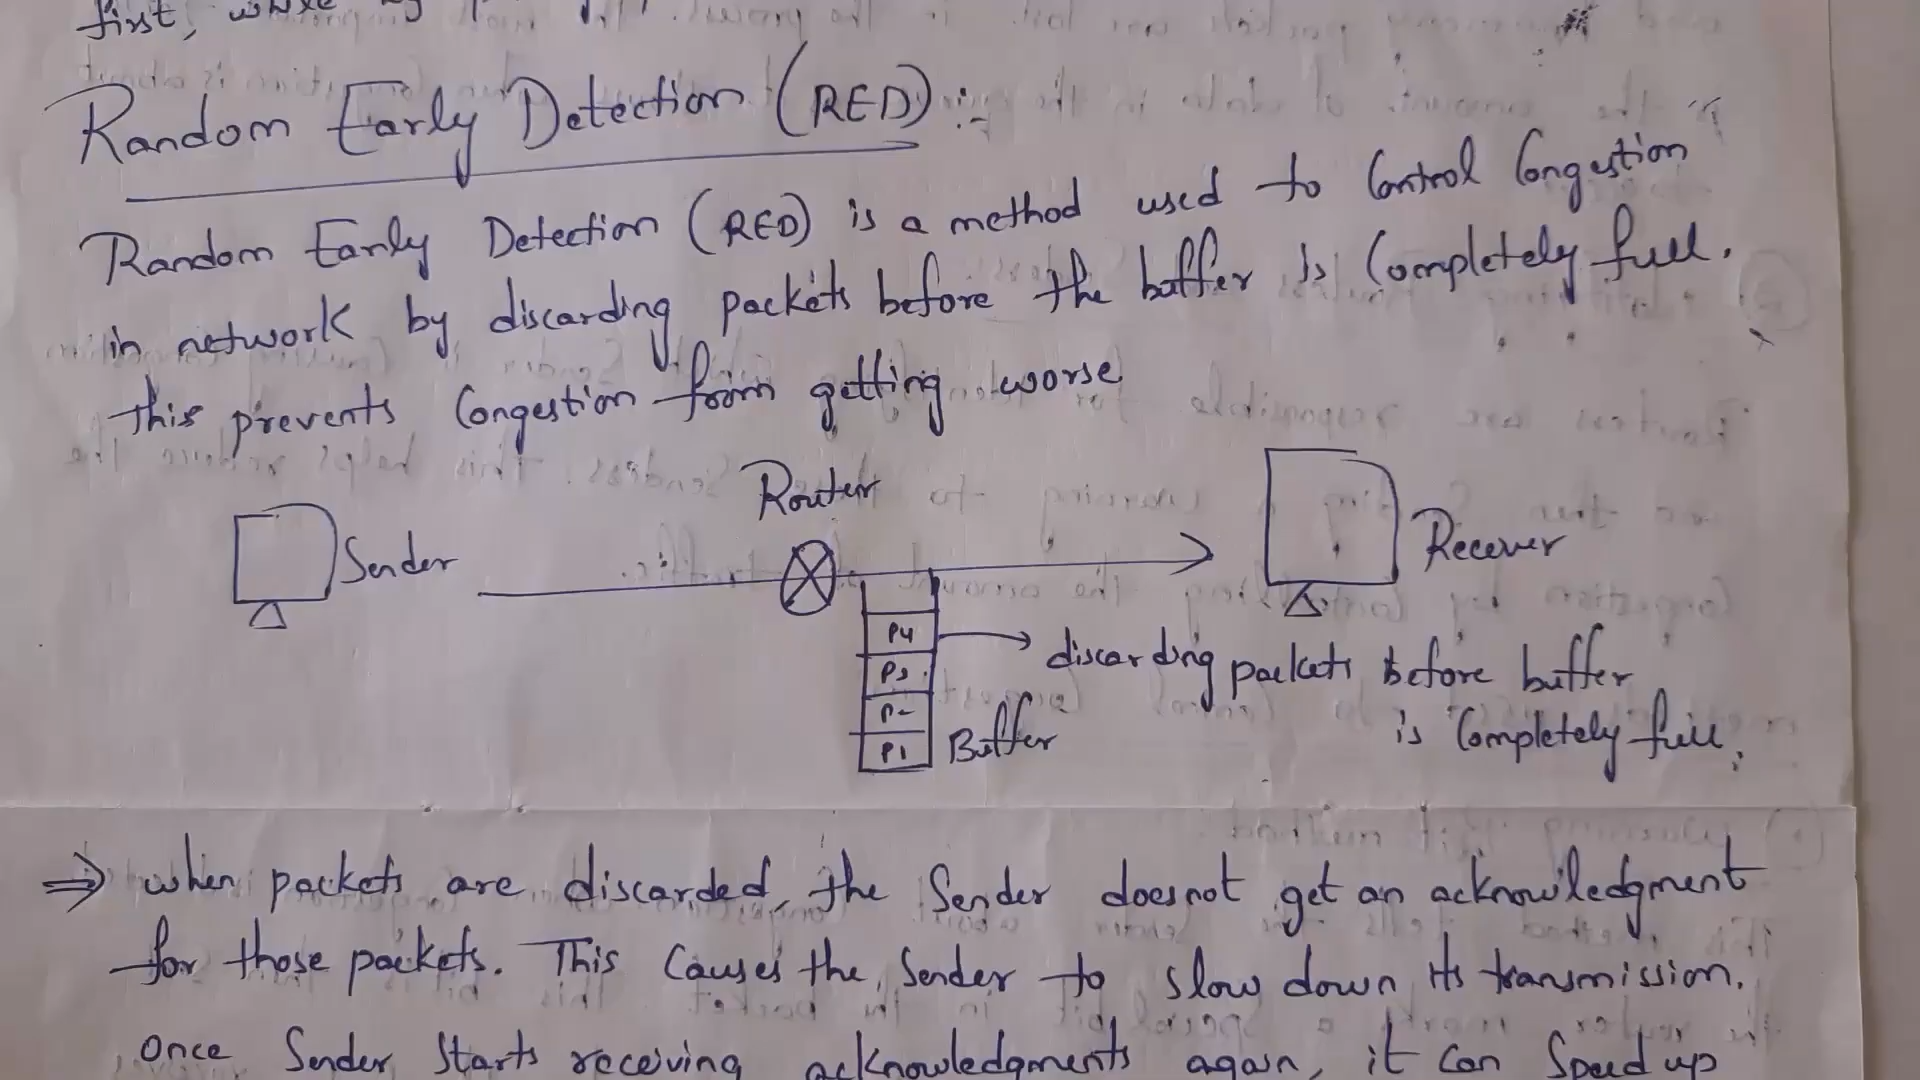 first, while by
Random Early Detection (RED) :-
Random Early Detection (RED) is a method used to Control Congestion
in network by discarding packets before the buffer is Completely full.
this prevents Congestion from getting worse.
Router
Sender
Receiver
P4
discarding packets before buffer
P3
P2
is Completely full.
P1
Buffer
⇒ when packets are discarded, the Sender doesnot get an acknowledgment
for those packets. This Causes the Sender to slow down its transmission.
once Sender Starts receiving acknowledgments again, it can Speed up